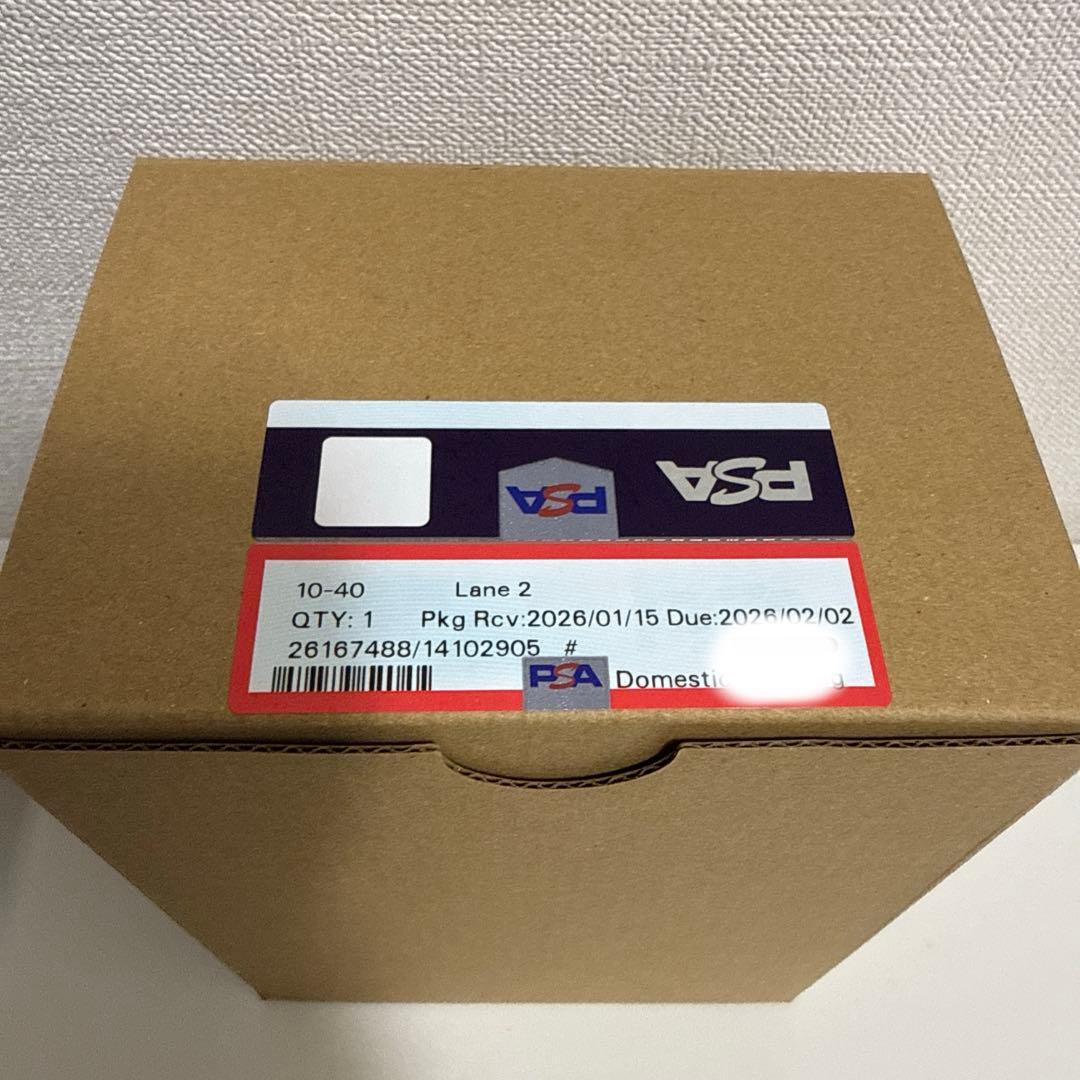 PSA
PSA
10-40 Lane 2
QTY: 1 Pkg Rcv:2026/01/15 Due:2026/02/02
26167488/14102905 #
PSA